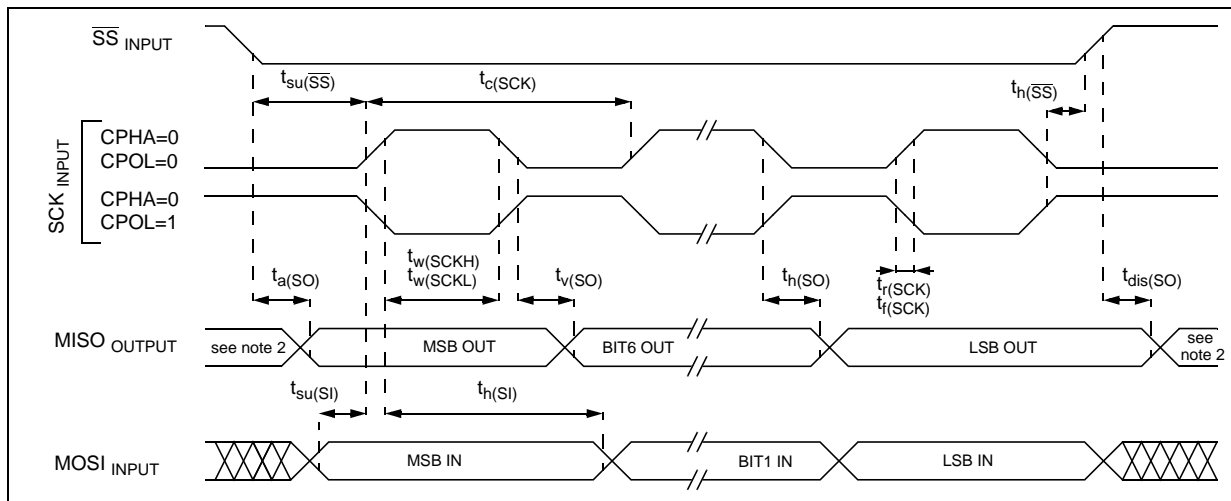 SS INPUT
tsu(SS)
tc(SCK)
th(SS)
SCK INPUT
CPHA=0
CPOL=0
CPHA=0
CPOL=1
ta(SO)
tw(SCKH)
tw(SCKL)
tv(SO)
th(SO)
tr(SCK)
tf(SCK)
tdis(SO)
MISO OUTPUT
see note 2
MSB OUT
BIT6 OUT
LSB OUT
see
note 2
tsu(SI)
th(SI)
MOSI INPUT
MSB IN
BIT1 IN
LSB IN